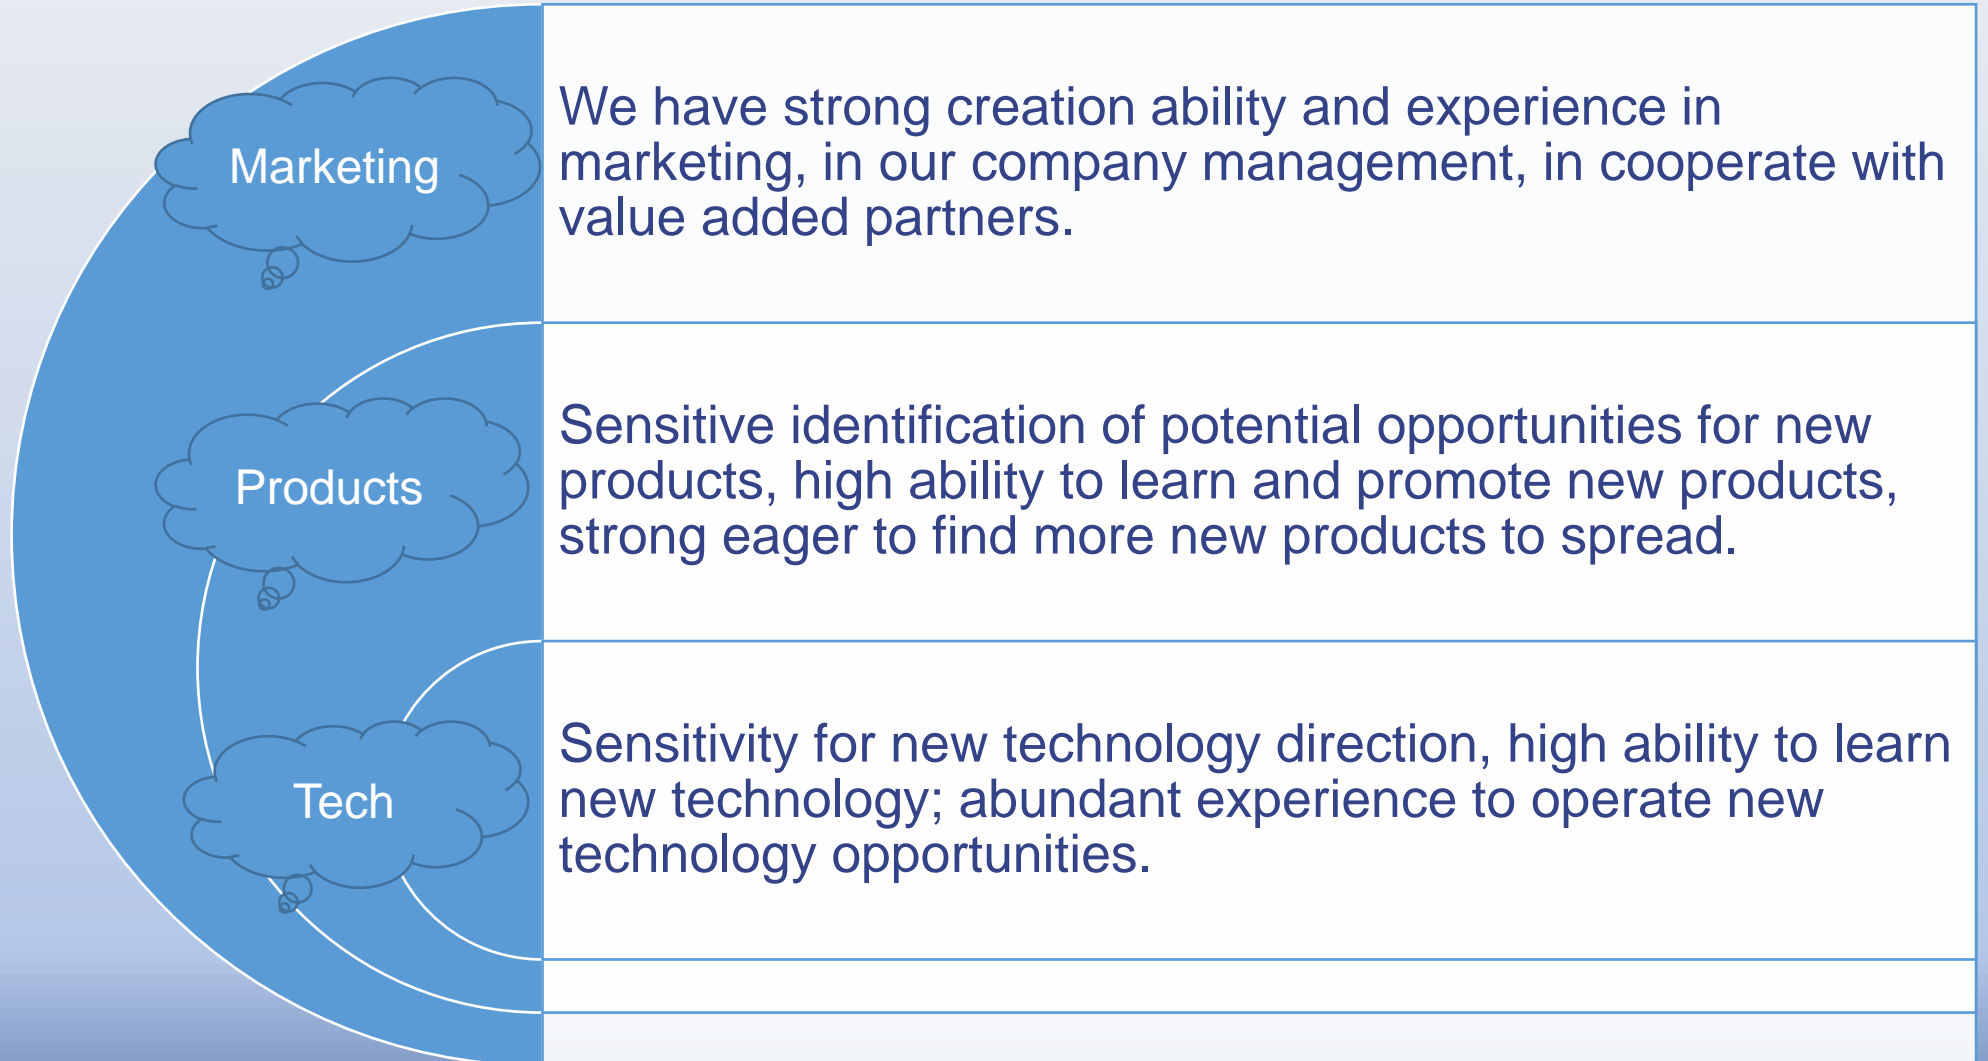 Marketing
We have strong creation ability and experience in
marketing, in our company management, in cooperate with
value added partners.
Products
Sensitive identification of potential opportunities for new
products, high ability to learn and promote new products,
strong eager to find more new products to spread.
Tech
Sensitivity for new technology direction, high ability to learn
new technology; abundant experience to operate new
technology opportunities.